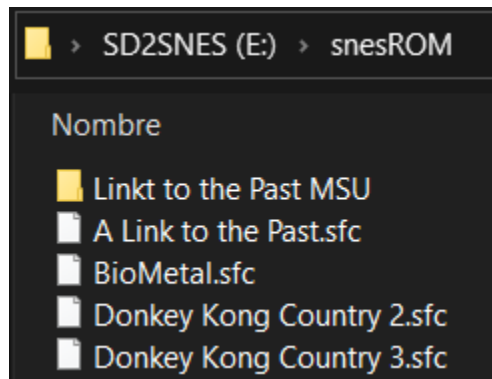 SD2SNES (E:) > snesROM
Nombre
Linkt to the Past MSU
A Link to the Past.sfc
BioMetal.sfc
Donkey Kong Country 2.sfc
Donkey Kong Country 3.sfc